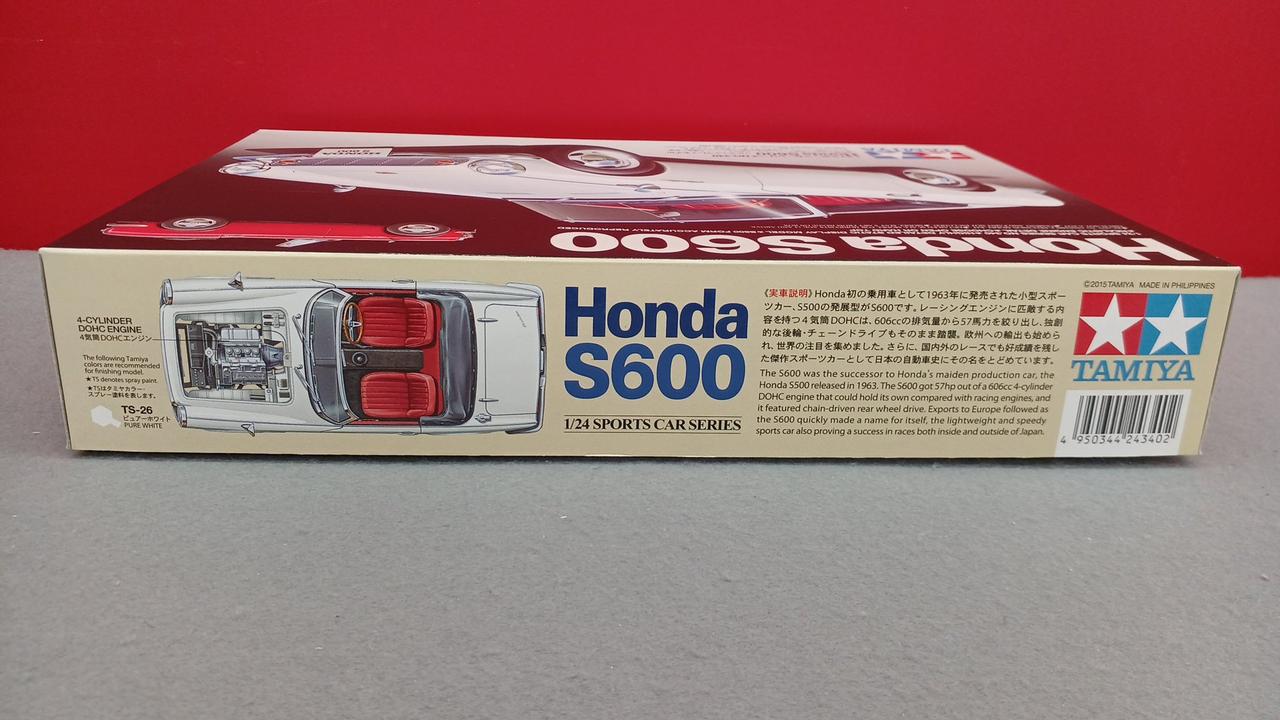 HONDA
TAMIYA
Honda S600
4-CYLINDER
DOHC ENGINE
4気筒DOHCエンジン
The following Tamiya
colors are recommended
for finishing model.
★TS denotes spray paint.
★TSはタミヤカラー・
スプレー塗料を表します。
TS-26
ピュアーホワイト
PURE WHITE
Honda
S600
1/24 SPORTS CAR SERIES
《実車説明》Honda初の乗用車として1963年に発売された小型スポー
ツカー、S500の発展型がS600です。レーシングエンジンに匹敵する内
容を持つ4気筒DOHCは、606ccの排気量から57馬力を絞り出し、独創
的な後輪・チェーンドライブもそのまま踏襲。欧州への輸出も始めら
れ、世界の注目を集めました。さらに、国内外のレースでも好成績を残し
た傑作スポーツカーとして日本の自動車史にその名をとどめています。
The S600 was the successor to Honda's maiden production car, the
Honda S500 released in 1963. The S600 got 57hp out of a 606cc 4-cylinder
DOHC engine that could hold its own compared with racing engines, and
it featured chain-driven rear wheel drive. Exports to Europe followed as
the S600 quickly made a name for itself, the lightweight and speedy
sports car also proving a success in races both inside and outside of Japan.
©2015 TAMIYA MADE IN PHILIPPINES
TAMIYA
4 950344 243402